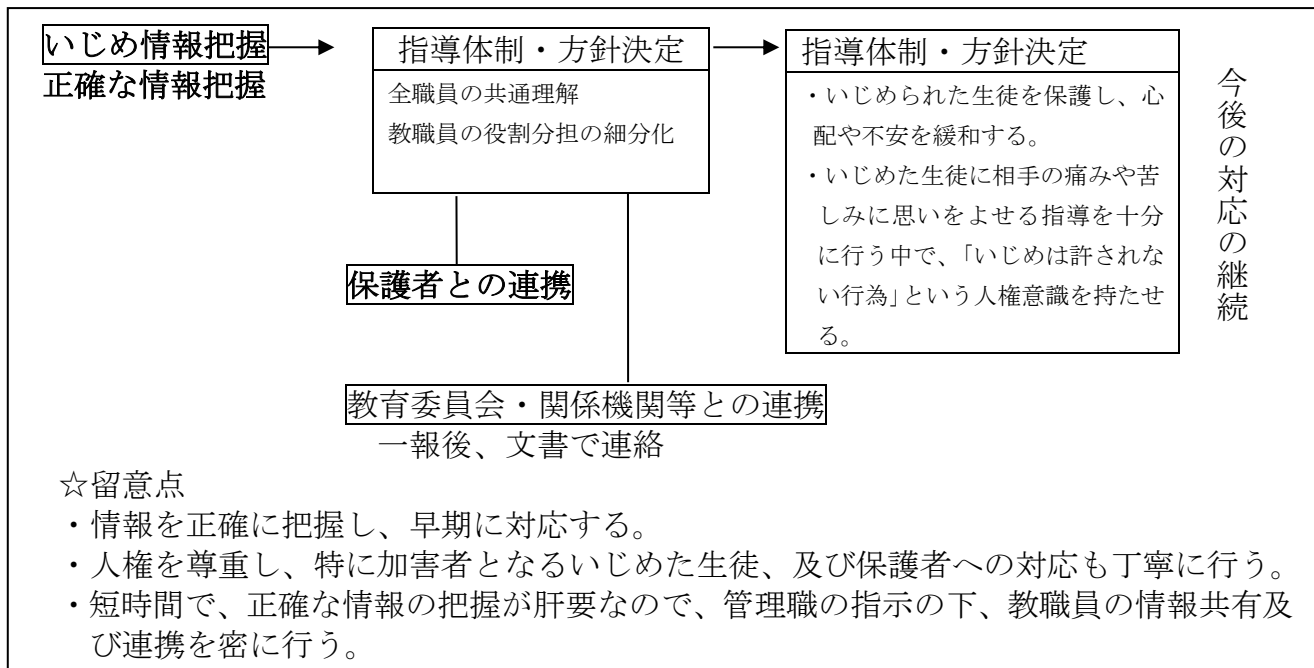 いじめ情報把握
正確な情報把握
指導体制・方針決定
全職員の共通理解
教職員の役割分担の細分化
指導体制・方針決定
・いじめられた生徒を保護し、心
配や不安を緩和する。
・いじめた生徒に相手の痛みや苦
しみに思いをよせる指導を十分
に行う中で、「いじめは許されな
い行為」という人権意識を持たせ
る。
今後の対応の継続
保護者との連携
教育委員会・関係機関等との連携
一報後、文書で連絡
☆留意点
・情報を正確に把握し、早期に対応する。
・人権を尊重し、特に加害者となるいじめた生徒、及び保護者への対応も丁寧に行う。
・短時間で、正確な情報の把握が肝要なので、管理職の指示の下、教職員の情報共有及
び連携を密に行う。